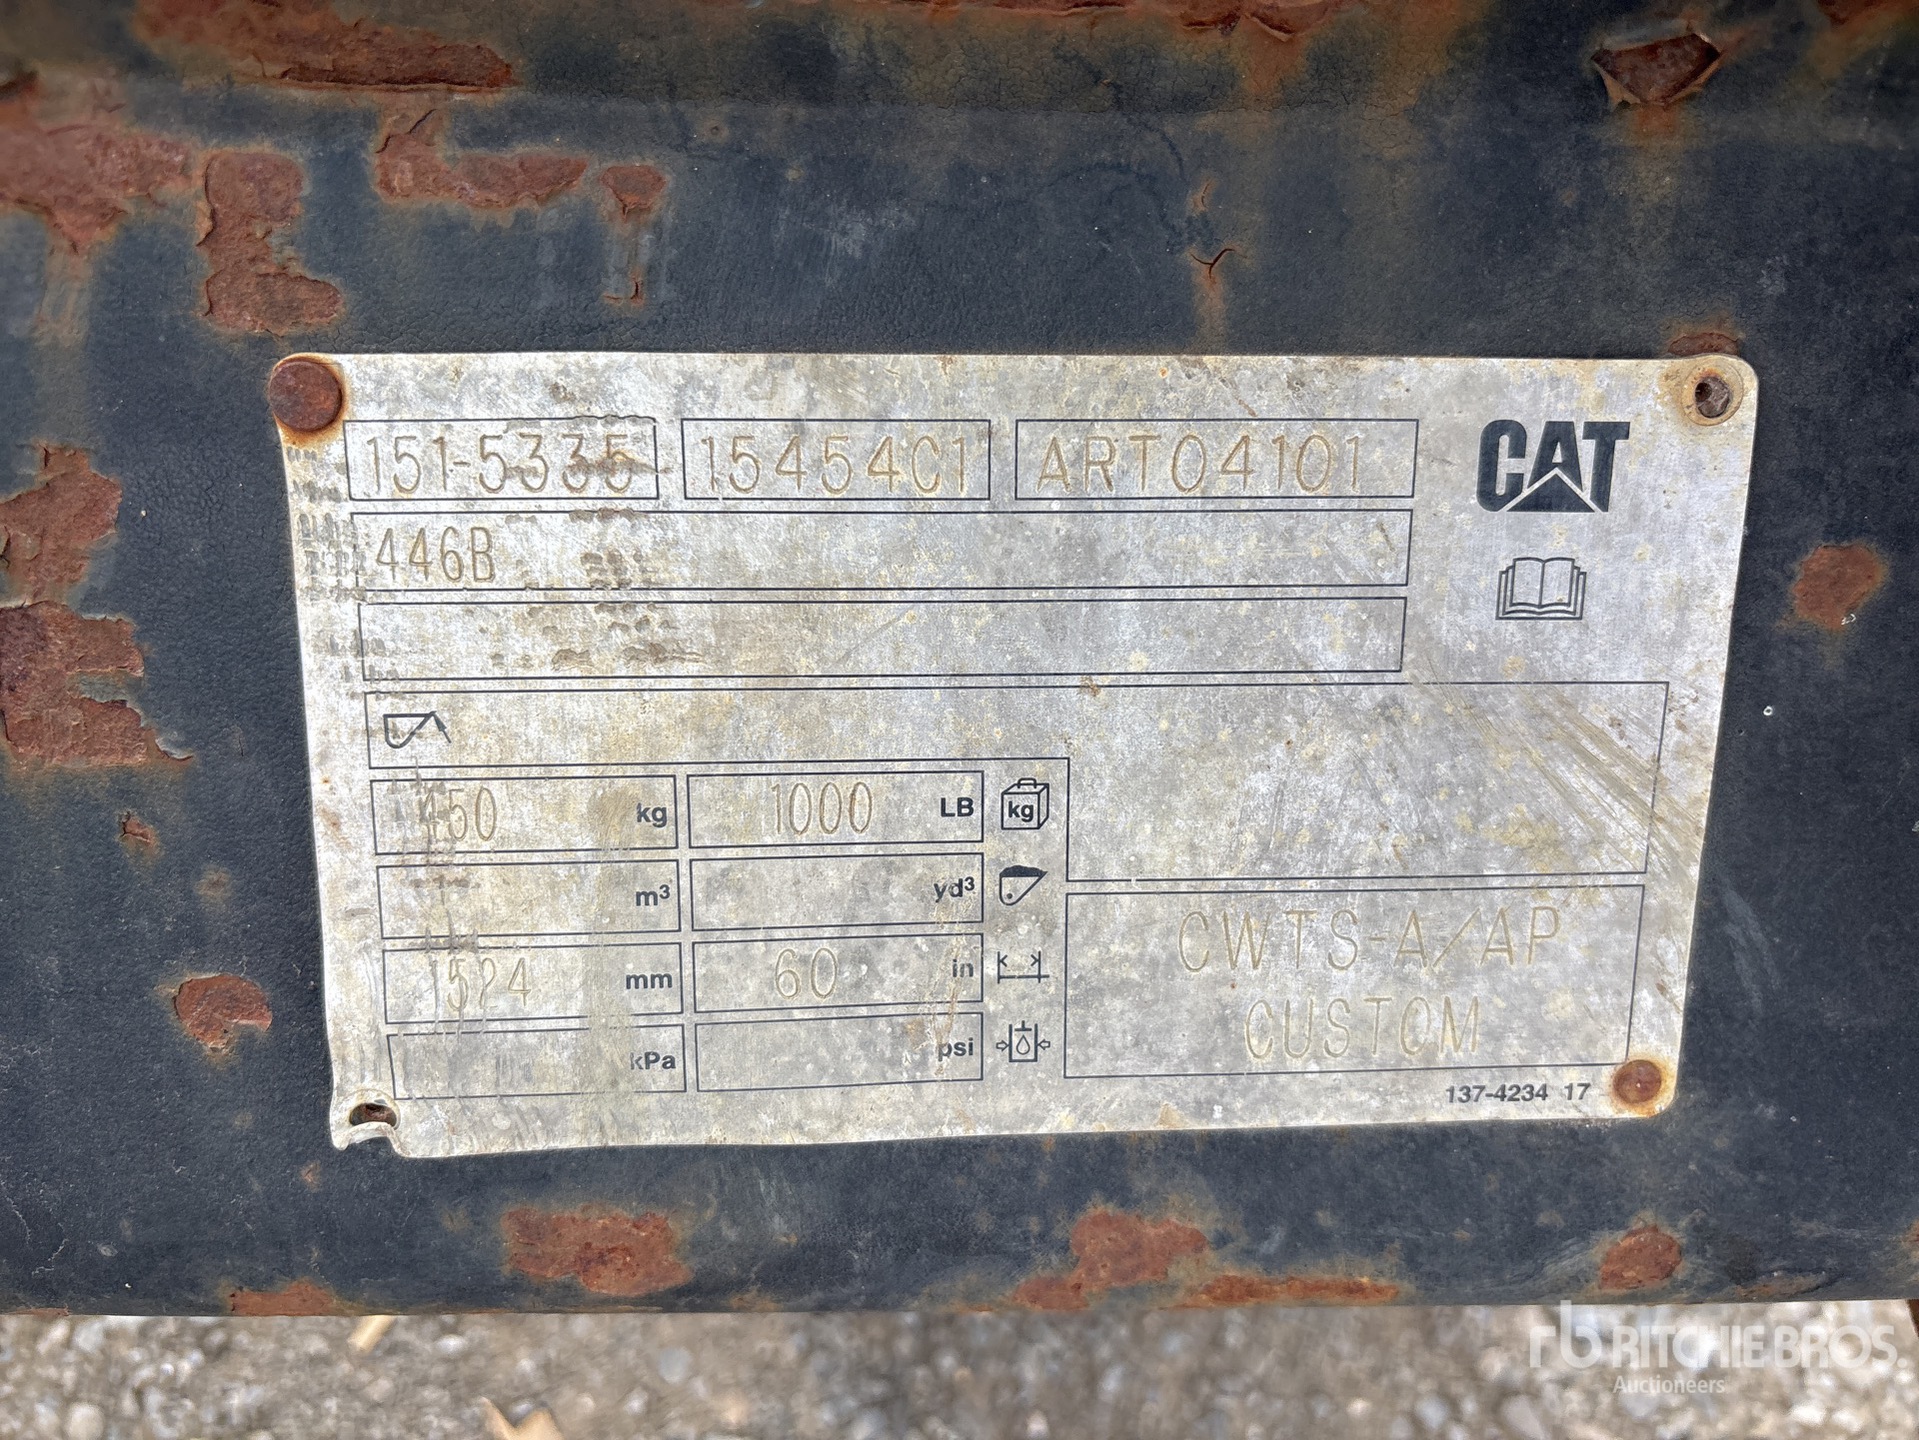 151-5335 15454C1 ART04101 CAT
446B
450 kg 1000 LB kg
m³ yd³
1524 mm 60 in
kPa psi
CWTS-A/AP
CUSTOM
137-4234 17
rb RITCHIE BROS.
Auctioneers